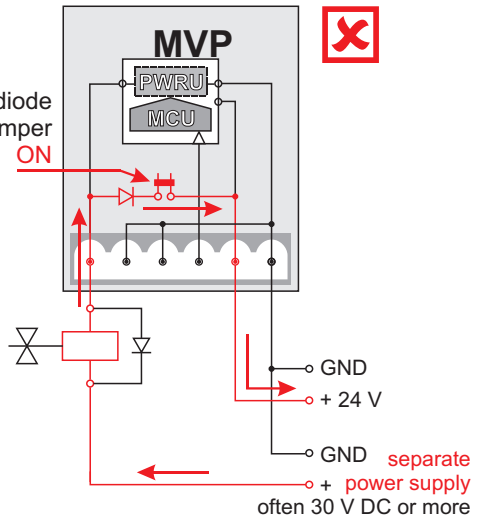 MVP
PWRU
MCU
diode
mper
ON
GND
+ 24 V
GND
separate
+ power supply
often 30 V DC or more